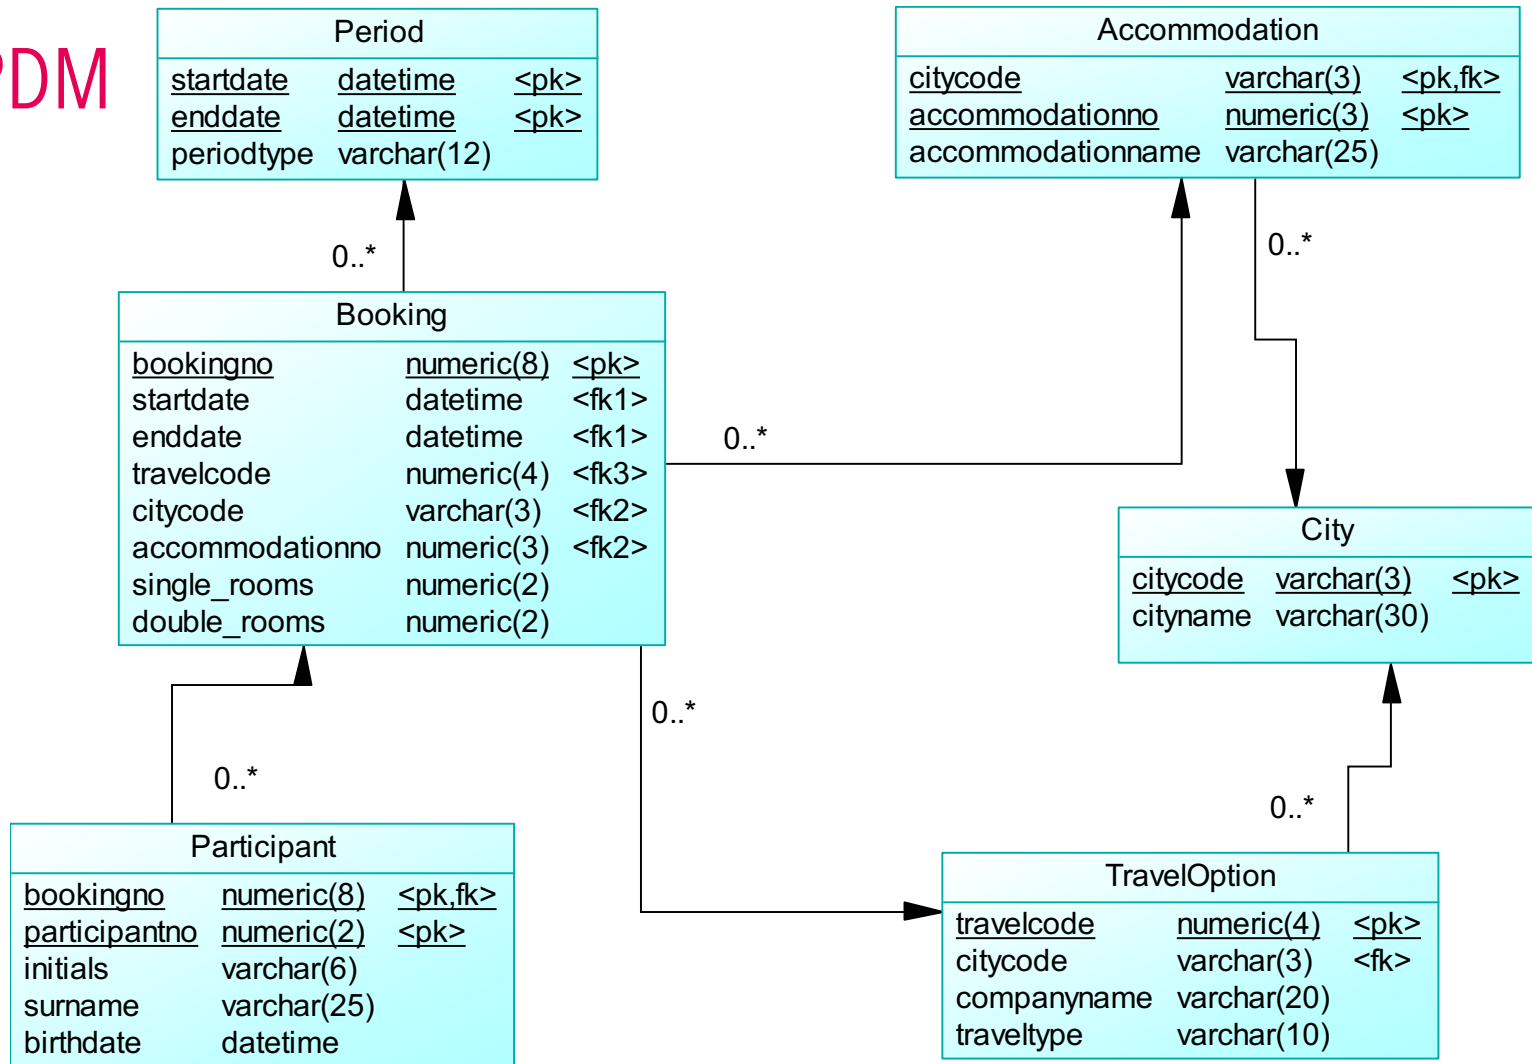 PDM
Period
startdate datetime <pk>
enddate datetime <pk>
periodtype varchar(12)
Accommodation
citycode varchar(3) <pk,fk>
accommodationno numeric(3) <pk>
accommodationname varchar(25)
0..*
0..*
Booking
bookingno numeric(8) <pk>
startdate datetime <fk1>
enddate datetime <fk1>
travelcode numeric(4) <fk3>
citycode varchar(3) <fk2>
accommodationno numeric(3) <fk2>
single_rooms numeric(2)
double_rooms numeric(2)
0..*
City
citycode varchar(3) <pk>
cityname varchar(30)
0..*
0..*
0..*
Participant
bookingno numeric(8) <pk,fk>
participantno numeric(2) <pk>
initials varchar(6)
surname varchar(25)
birthdate datetime
TravelOption
travelcode numeric(4) <pk>
citycode varchar(3) <fk>
companyname varchar(20)
traveltype varchar(10)